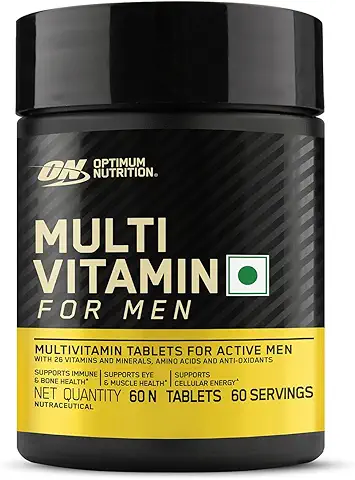 ON OPTIMUM
NUTRITION®
MULTI
VITAMIN
FOR MEN
MULTIVITAMIN TABLETS FOR ACTIVE MEN
WITH 26 VITAMINS AND MINERALS, AMINO ACIDS AND ANTI-OXIDANTS
SUPPORTS IMMUNE & BONE HEALTH*
SUPPORTS EYE & MUSCLE HEALTH*
SUPPORTS CELLULAR ENERGY*
NET QUANTITY 60 N TABLETS 60 SERVINGS
NUTRACEUTICAL